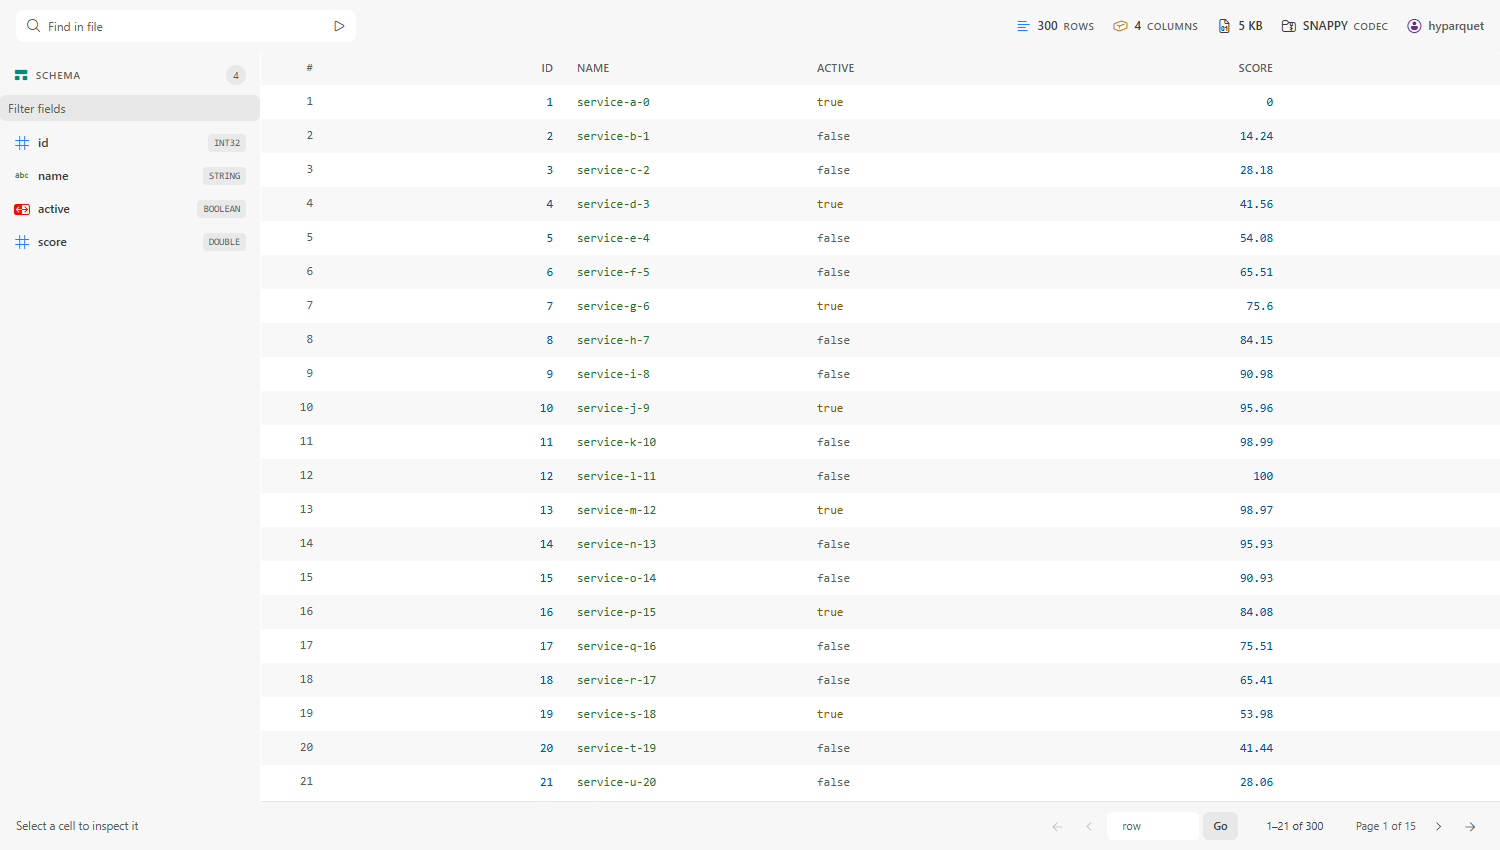 Find in file
300 ROWS 4 COLUMNS 5 KB SNAPPY CODEC hyparquet
SCHEMA 4
Filter fields
id INT32
abc name STRING
active BOOLEAN
score DOUBLE
# ID NAME ACTIVE SCORE
1 1 service-a-0 true 0
2 2 service-b-1 false 14.24
3 3 service-c-2 false 28.18
4 4 service-d-3 true 41.56
5 5 service-e-4 false 54.08
6 6 service-f-5 false 65.51
7 7 service-g-6 true 75.6
8 8 service-h-7 false 84.15
9 9 service-i-8 false 90.98
10 10 service-j-9 true 95.96
11 11 service-k-10 false 98.99
12 12 service-l-11 false 100
13 13 service-m-12 true 98.97
14 14 service-n-13 false 95.93
15 15 service-o-14 false 90.93
16 16 service-p-15 true 84.08
17 17 service-q-16 false 75.51
18 18 service-r-17 false 65.41
19 19 service-s-18 true 53.98
20 20 service-t-19 false 41.44
21 21 service-u-20 false 28.06
Select a cell to inspect it
row Go 1–21 of 300 Page 1 of 15